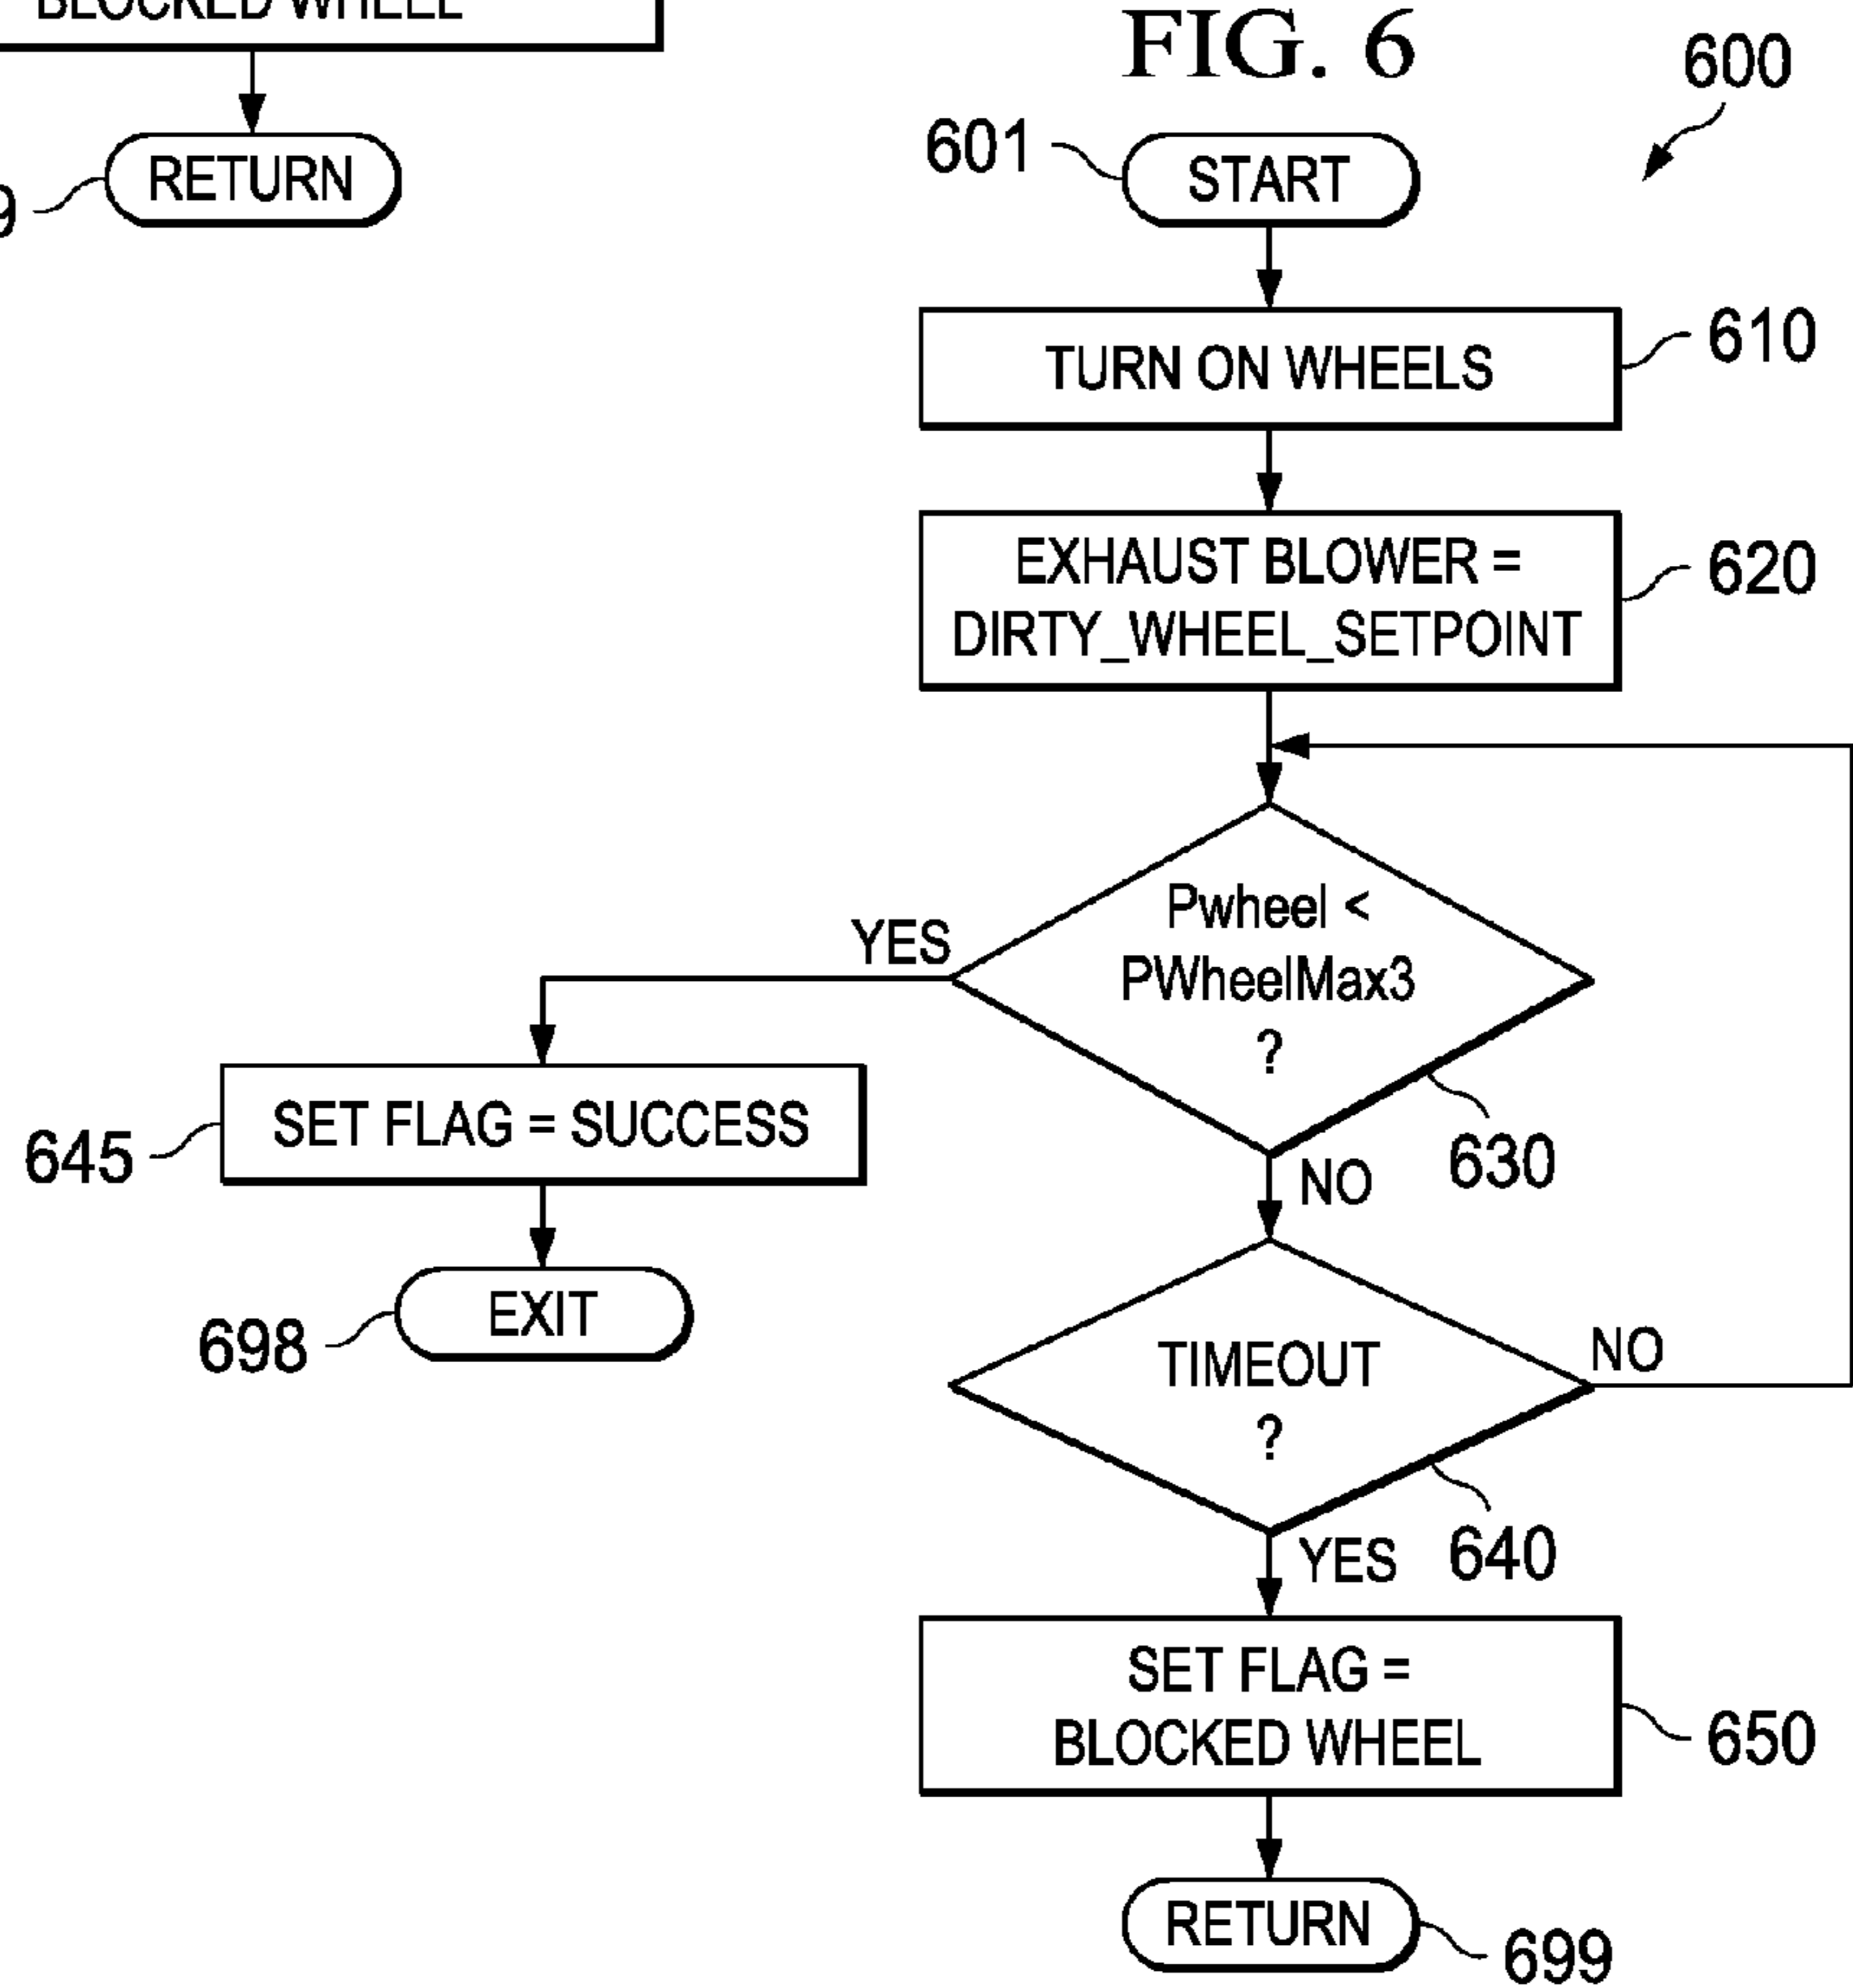 BLOCKED WHEEL
RETURN
9
FIG. 6
600
601
START
TURN ON WHEELS
610
EXHAUST BLOWER =
DIRTY_WHEEL_SETPOINT
620
Pwheel <
PWheelMax3
?
630
YES
NO
SET FLAG = SUCCESS
645
EXIT
698
TIMEOUT
?
640
NO
YES
SET FLAG =
BLOCKED WHEEL
650
RETURN
699